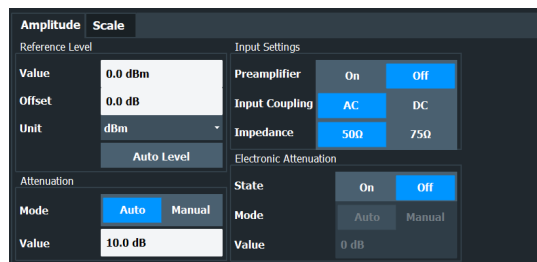 Amplitude Scale
Reference Level
Value 0.0 dBm
Offset 0.0 dB
Unit dBm
Auto Level
Attenuation
Mode Auto Manual
Value 10.0 dB
Input Settings
Preamplifier On Off
Input Coupling AC DC
Impedance 50Ω 75Ω
Electronic Attenuation
State On Off
Mode Auto Manual
Value 0 dB